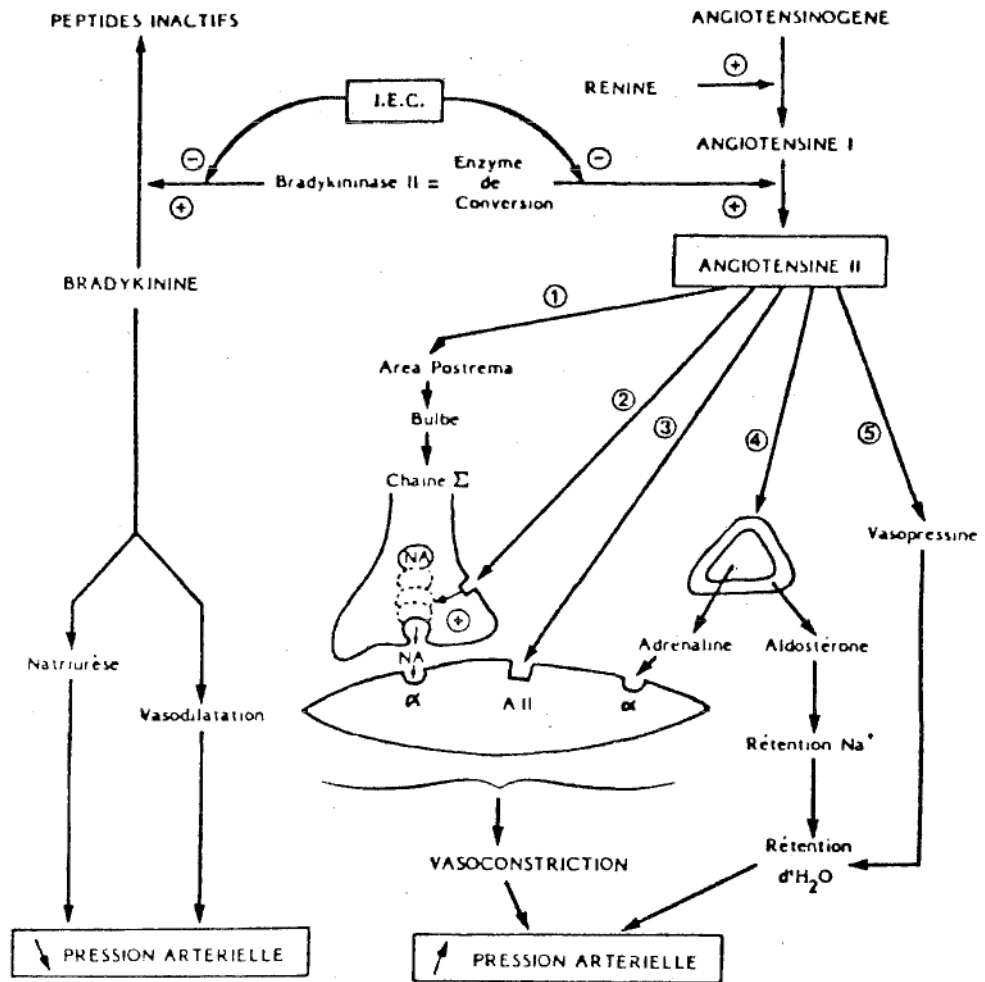 PEPTIDES INACTIFS
ANGIOTENSINOGENE
+
RENINE
I.E.C.
ANGIOTENSINE I
−
−
Bradykininase II = Enzyme
de
Conversion
+
+
BRADYKININE
ANGIOTENSINE II
1
Area Postrema
2
3
4
5
Bulbe
Chaine Σ
Vasopressine
NA
+
NA
Natriurèse
Adrénaline
Aldostérone
α
A II
α
Vasodilatation
Rétention Na+
VASOCONSTRICTION
Rétention
d'H2O
↘ PRESSION ARTERIELLE
↗ PRESSION ARTERIELLE